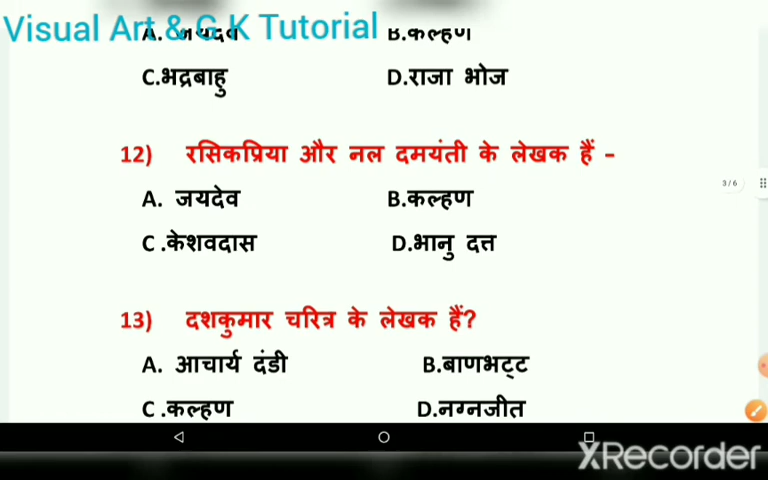 Visual Art & G K Tutorial
A. जयदेव B.कल्हण
C.भद्रबाहु D.राजा भोज
12) रसिकप्रिया और नल दमयंती के लेखक हैं -
3/6
A. जयदेव B.कल्हण
C .केशवदास D.भानु दत्त
13) दशकुमार चरित्र के लेखक हैं?
A. आचार्य दंडी B.बाणभट्ट
C .कल्हण D.नग्नजीत
XRecorder